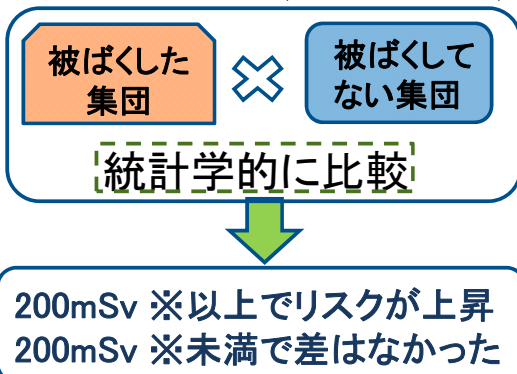 被ばくした
集団
被ばくして
ない集団
統計学的に比較
200mSv ※以上でリスクが上昇
200mSv ※未満で差はなかった